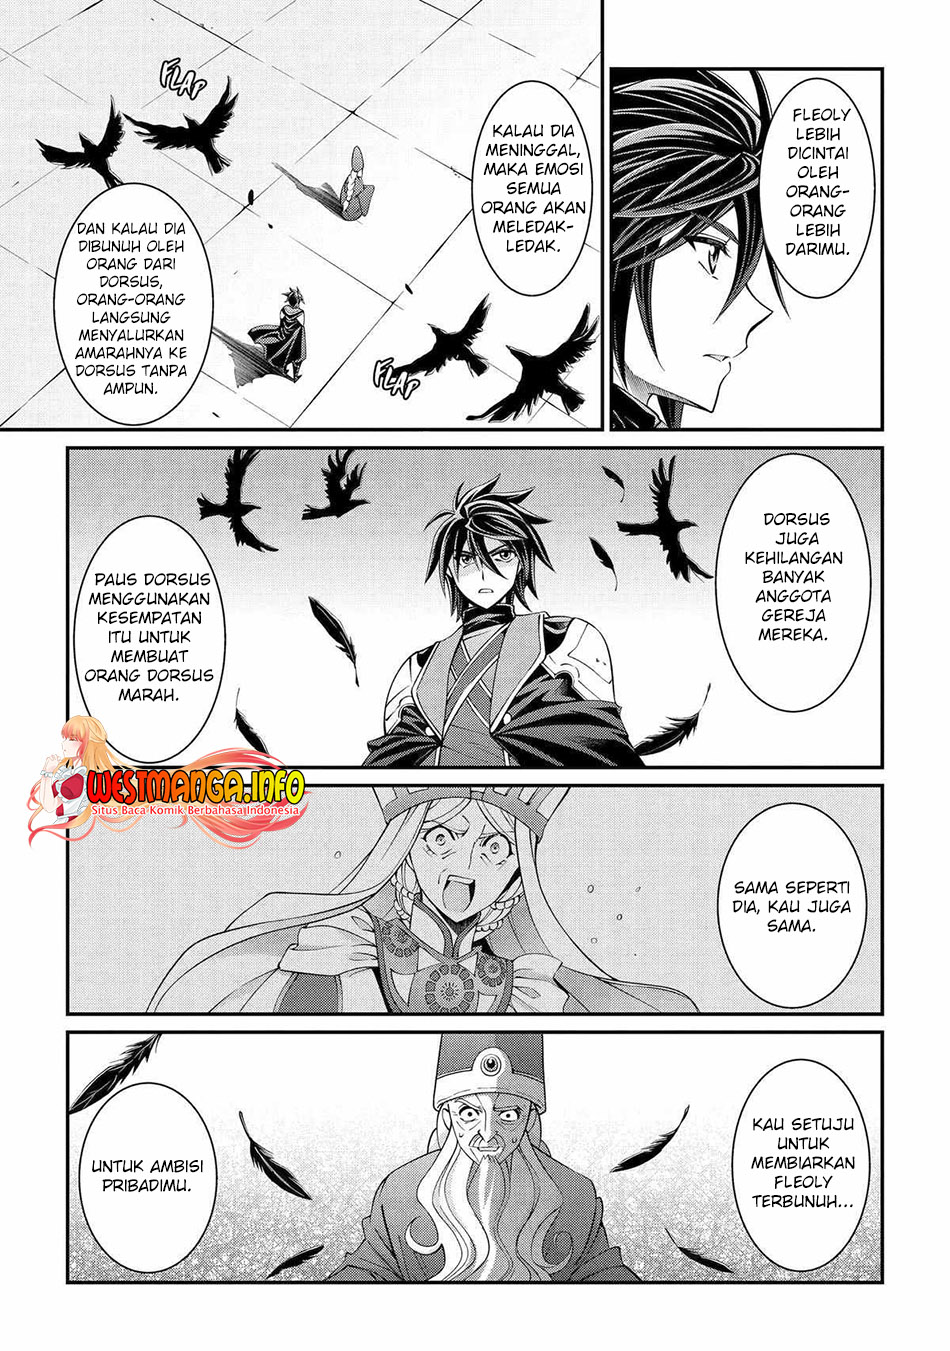 FLEOLY
LEBIH
DICINTAI
OLEH
ORANG-
ORANG
LEBIH
DARIMU.
KALAU DIA
MENINGGAL,
MAKA EMOSI
SEMUA
ORANG AKAN
MELEDAK-
LEDAK.
FLAP
DAN KALAU DIA
DIBUNUH OLEH
ORANG DARI
DORSUS,
ORANG-ORANG
LANGSUNG
MENYALURKAN
AMARAHNYA KE
DORSUS TANPA
AMPUN.
FLAP
DORSUS
JUGA
KEHILANGAN
BANYAK
ANGGOTA
GEREJA
MEREKA.
PAUS DORSUS
MENGGUNAKAN
KESEMPATAN
ITU UNTUK
MEMBUAT
ORANG DORSUS
MARAH.
WESTMANGA.INFO
Situs Baca Komik Berbahasa Indonesia
SAMA SEPERTI
DIA, KAU JUGA
SAMA.
KAU SETUJU
UNTUK
MEMBIARKAN
FLEOLY
TERBUNUH...
UNTUK AMBISI
PRIBADIMU.